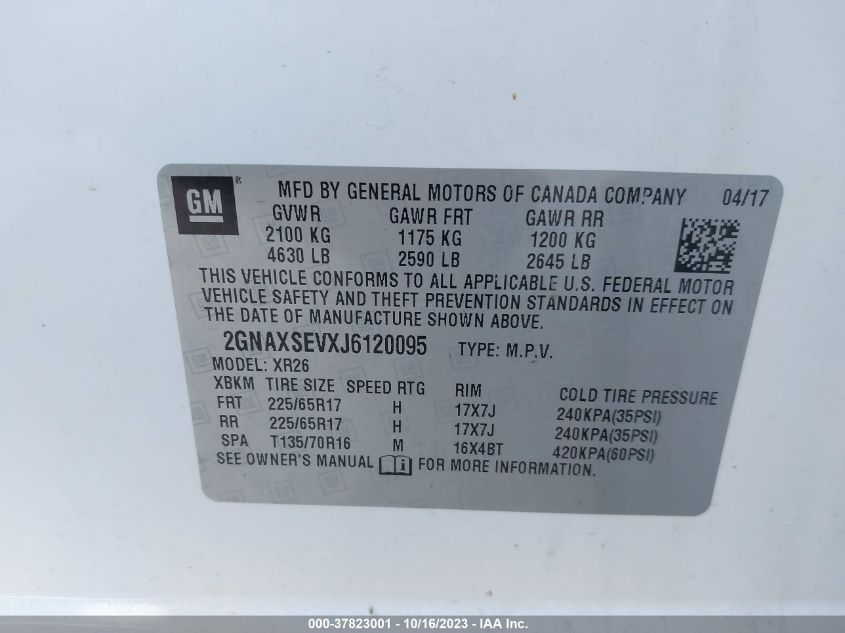 GM ® MFD BY GENERAL MOTORS OF CANADA COMPANY 04/17
GVWR GAWR FRT GAWR RR
2100 KG 1175 KG 1200 KG
4630 LB 2590 LB 2645 LB
THIS VEHICLE CONFORMS TO ALL APPLICABLE U.S. FEDERAL MOTOR
VEHICLE SAFETY AND THEFT PREVENTION STANDARDS IN EFFECT ON
THE DATE OF MANUFACTURE SHOWN ABOVE.
2GNAXSEVXJ6120095 TYPE: M.P.V.
MODEL: XR26
XBKM TIRE SIZE SPEED RTG RIM COLD TIRE PRESSURE
FRT 225/65R17 H 17X7J 240KPA(35PSI)
RR 225/65R17 H 17X7J 240KPA(35PSI)
SPA T135/70R16 M 16X4BT 420KPA(60PSI)
SEE OWNER'S MANUAL FOR MORE INFORMATION.
000-37823001 - 10/16/2023 - IAA Inc.